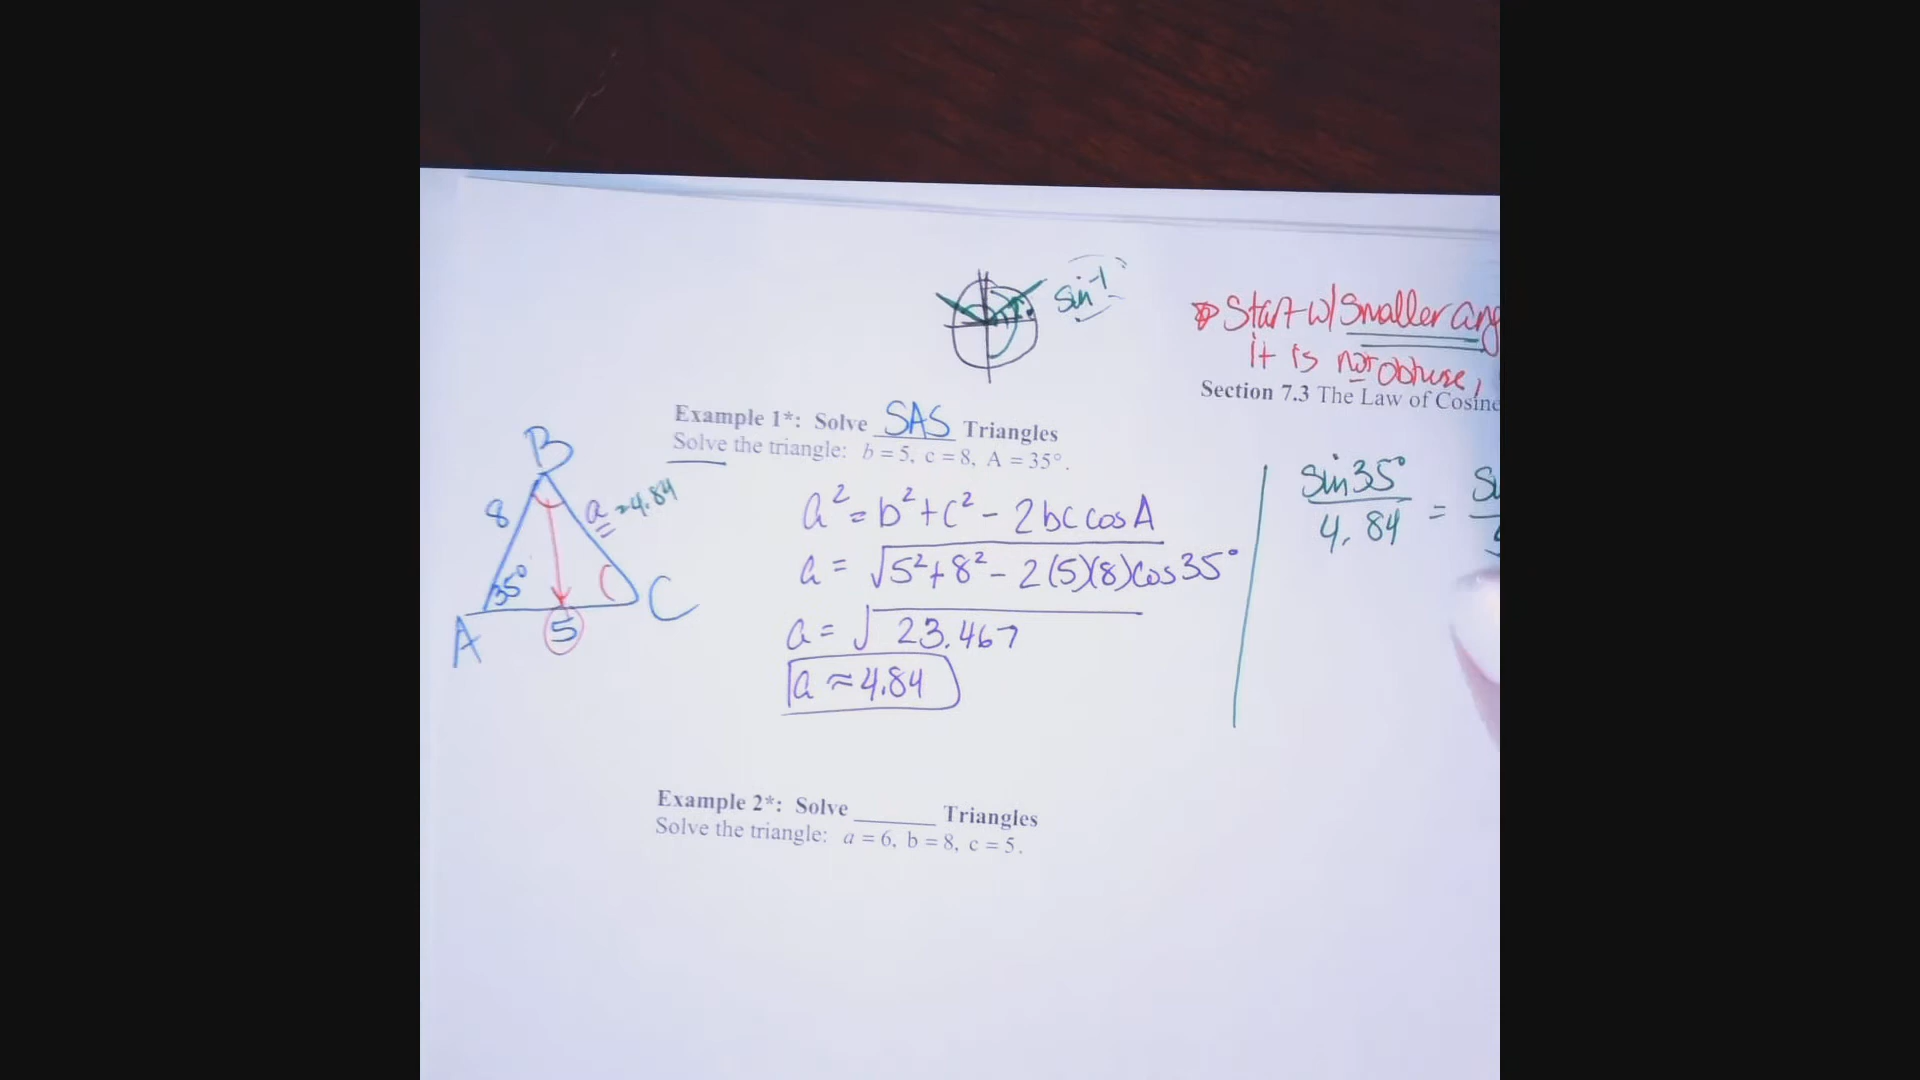 sin⁻¹
Start w/ Smaller ang
it is not obtuse,
Section 7.3 The Law of Cosine
Example 1*: Solve SAS Triangles
Solve the triangle: b = 5, c = 8, A = 35°.
B
8
a ≈ 4.84
35°
A
5
C
a² = b² + c² - 2bc cos A
a = √5² + 8² - 2(5)(8)cos 35°
a = √23.467
a ≈ 4.84
sin 35°
4.84
=
Example 2*: Solve ______ Triangles
Solve the triangle: a = 6, b = 8, c = 5.